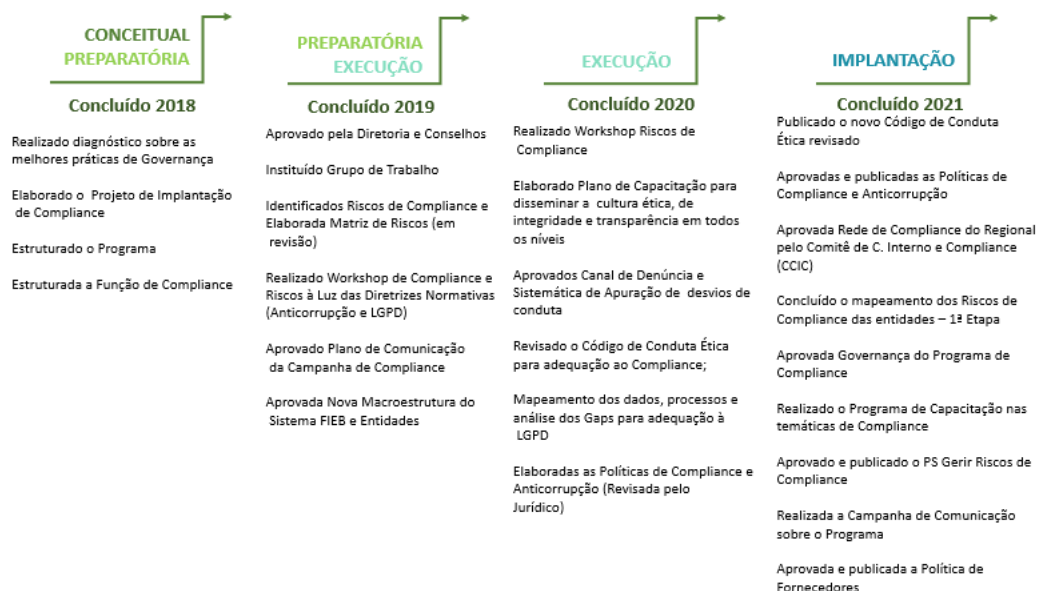 CONCEITUAL
PREPARATÓRIA
Concluído 2018
Realizado diagnóstico sobre as
melhores práticas de Governança
Elaborado o Projeto de Implantação
de Compliance
Estruturado o Programa
Estruturada a Função de Compliance
PREPARATÓRIA
EXECUÇÃO
Concluído 2019
Aprovado pela Diretoria e Conselhos
Instituído Grupo de Trabalho
Identificados Riscos de Compliance e
Elaborada Matriz de Riscos (em
revisão)
Realizado Workshop de Compliance e
Riscos à Luz das Diretrizes Normativas
(Anticorrupção e LGPD)
Aprovado Plano de Comunicação
da Campanha de Compliance
Aprovada Nova Macroestrutura do
Sistema FIEB e Entidades
EXECUÇÃO
Concluído 2020
Realizado Workshop Riscos de
Compliance
Elaborado Plano de Capacitação para
disseminar a cultura ética, de
integridade e transparência em todos
os níveis
Aprovados Canal de Denúncia e
Sistemática de Apuração de desvios de
conduta
Revisado o Código de Conduta Ética
para adequação ao Compliance;
Mapeamento dos dados, processos e
análise dos Gaps para adequação à
LGPD
Elaboradas as Políticas de Compliance e
Anticorrupção (Revisada pelo
Jurídico)
IMPLANTAÇÃO
Concluído 2021
Publicado o novo Código de Conduta
Ética revisado
Aprovadas e publicadas as Políticas de
Compliance e Anticorrupção
Aprovada Rede de Compliance do Regional
pelo Comitê de C. Interno e Compliance
(CCIC)
Concluído o mapeamento dos Riscos de
Compliance das entidades – 1ª Etapa
Aprovada Governança do Programa de
Compliance
Realizado o Programa de Capacitação nas
temáticas de Compliance
Aprovado e publicado o PS Gerir Riscos de
Compliance
Realizada a Campanha de Comunicação
sobre o Programa
Aprovada e publicada a Política de
Fornecedores